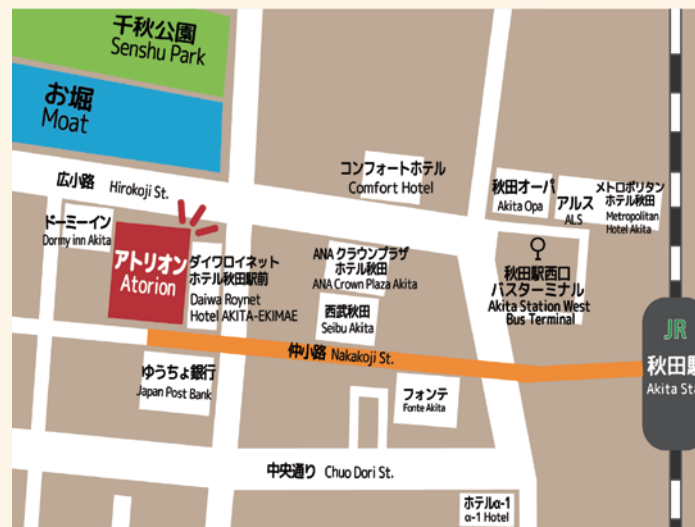 千秋公園
Senshu Park
お堀
Moat
広小路 Hirokoji St.
コンフォートホテル
Comfort Hotel
秋田オーパ
Akita Opa
アルス
ALS
メトロポリタン
ホテル秋田
Metropolitan
Hotel Akita
ドーミーイン
Dormy inn Akita
アトリオン
Atorion
ダイワロイネット
ホテル秋田駅前
Daiwa Roynet
Hotel AKITA-EKIMAE
ANA クラウンプラザ
ホテル秋田
ANA Crown Plaza Akita
西武秋田
Seibu Akita
秋田駅西口
バスターミナル
Akita Station West
Bus Terminal
JR
秋田駅
Akita Sta
仲小路 Nakakoji St.
ゆうちょ銀行
Japan Post Bank
フォンテ
Fonte Akita
中央通り Chuo Dori St.
ホテルα-1
α-1 Hotel